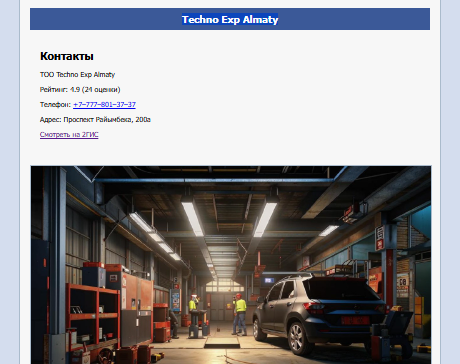 Techno Exp Almaty
Контакты
ТОО Techno Exp Almaty
Рейтинг: 4.9 (24 оценки)
Телефон: +7‒777‒801‒37‒37
Адрес: Проспект Райымбека, 200а
Смотреть на 2ГИС